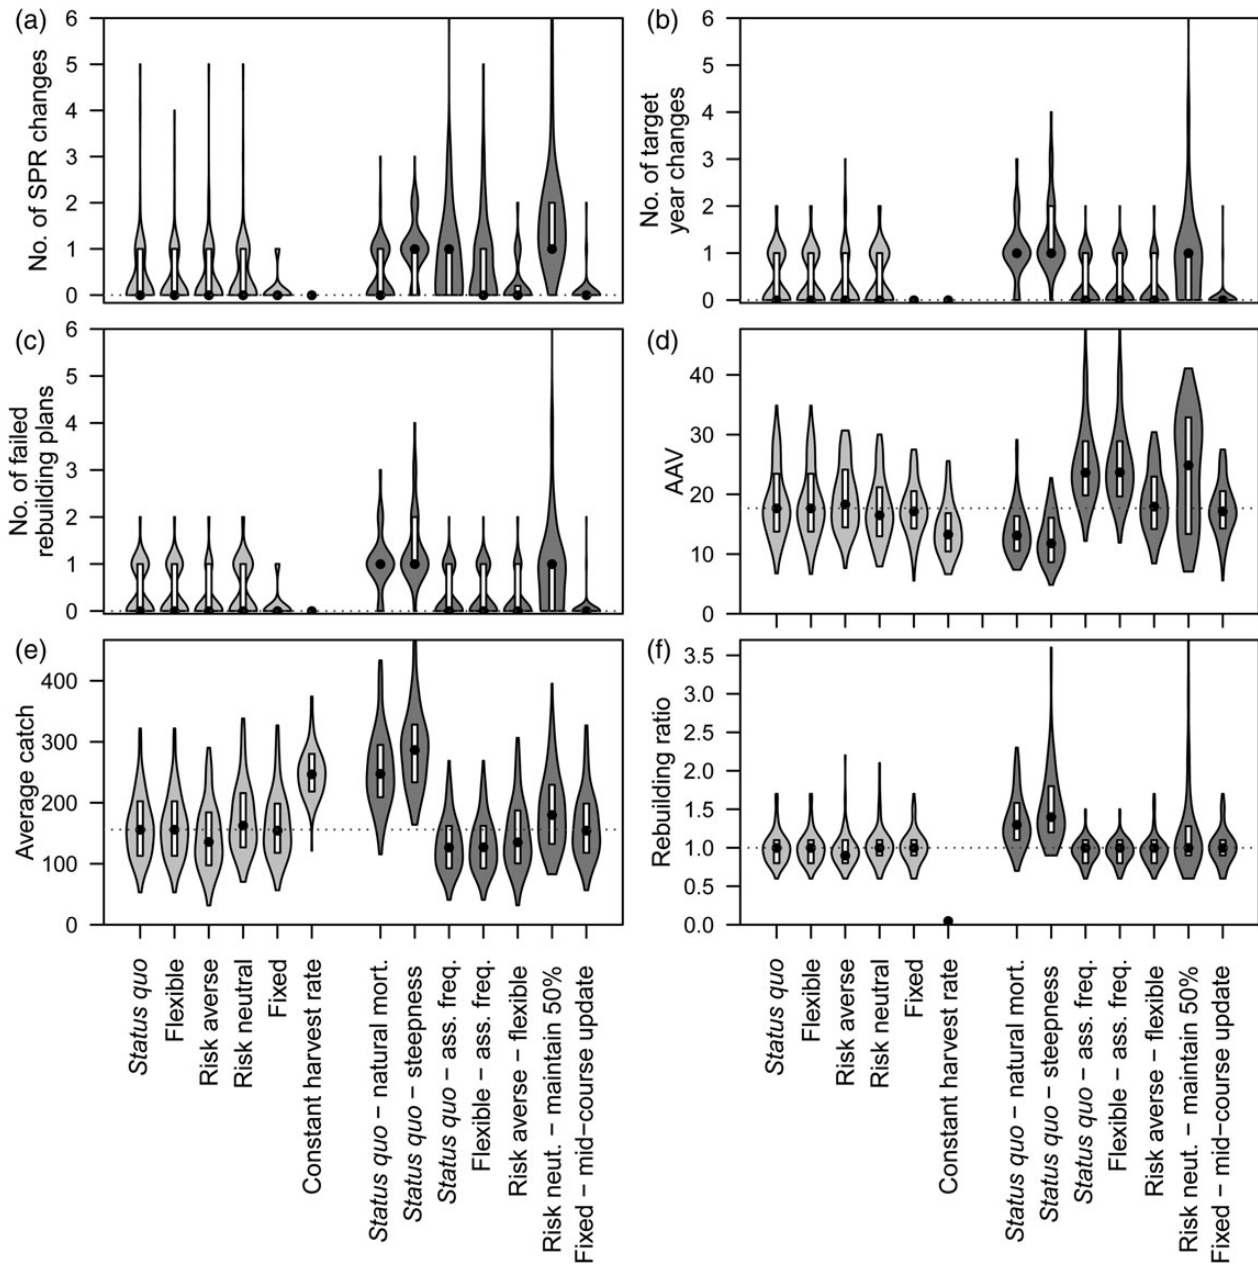 (a)
No. of SPR changes
6
5
4
3
2
1
0
(b)
No. of target
year changes
6
5
4
3
2
1
0
(c)
No. of failed
rebuilding plans
6
5
4
3
2
1
0
(d)
AAV
40
30
20
10
0
(e)
Average catch
400
300
200
100
0
(f)
Rebuilding ratio
3.5
3.0
2.5
2.0
1.5
1.0
0.5
0.0
Status quo
Flexible
Risk averse
Risk neutral
Fixed
Constant harvest rate
Status quo − natural mort.
Status quo − steepness
Status quo − ass. freq.
Flexible − ass. freq.
Risk averse − flexible
Risk neut. − maintain 50%
Fixed − mid−course update
Status quo
Flexible
Risk averse
Risk neutral
Fixed
Constant harvest rate
Status quo − natural mort.
Status quo − steepness
Status quo − ass. freq.
Flexible − ass. freq.
Risk averse − flexible
Risk neut. − maintain 50%
Fixed − mid−course update